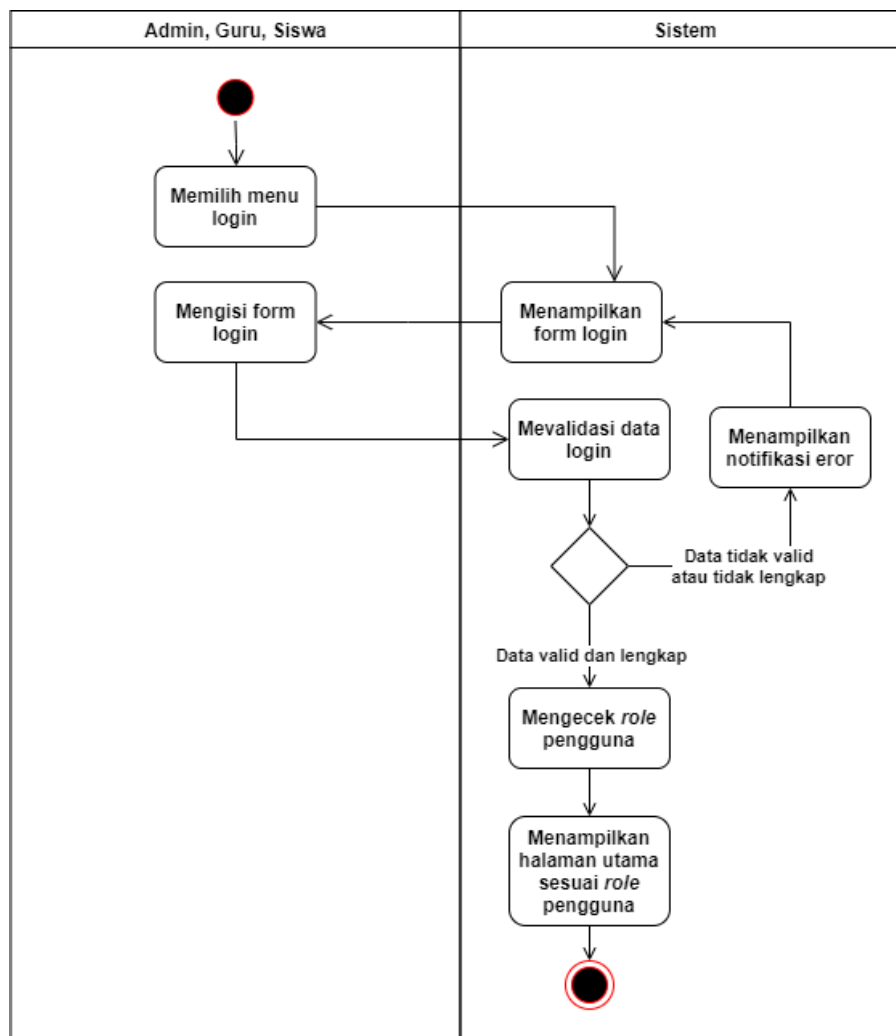 Admin, Guru, Siswa
Sistem
Memilih menu
login
Mengisi form
login
Menampilkan
form login
Mevalidasi data
login
Menampilkan
notifikasi eror
Data tidak valid
atau tidak lengkap
Data valid dan lengkap
Mengecek role
pengguna
Menampilkan
halaman utama
sesuai role
pengguna